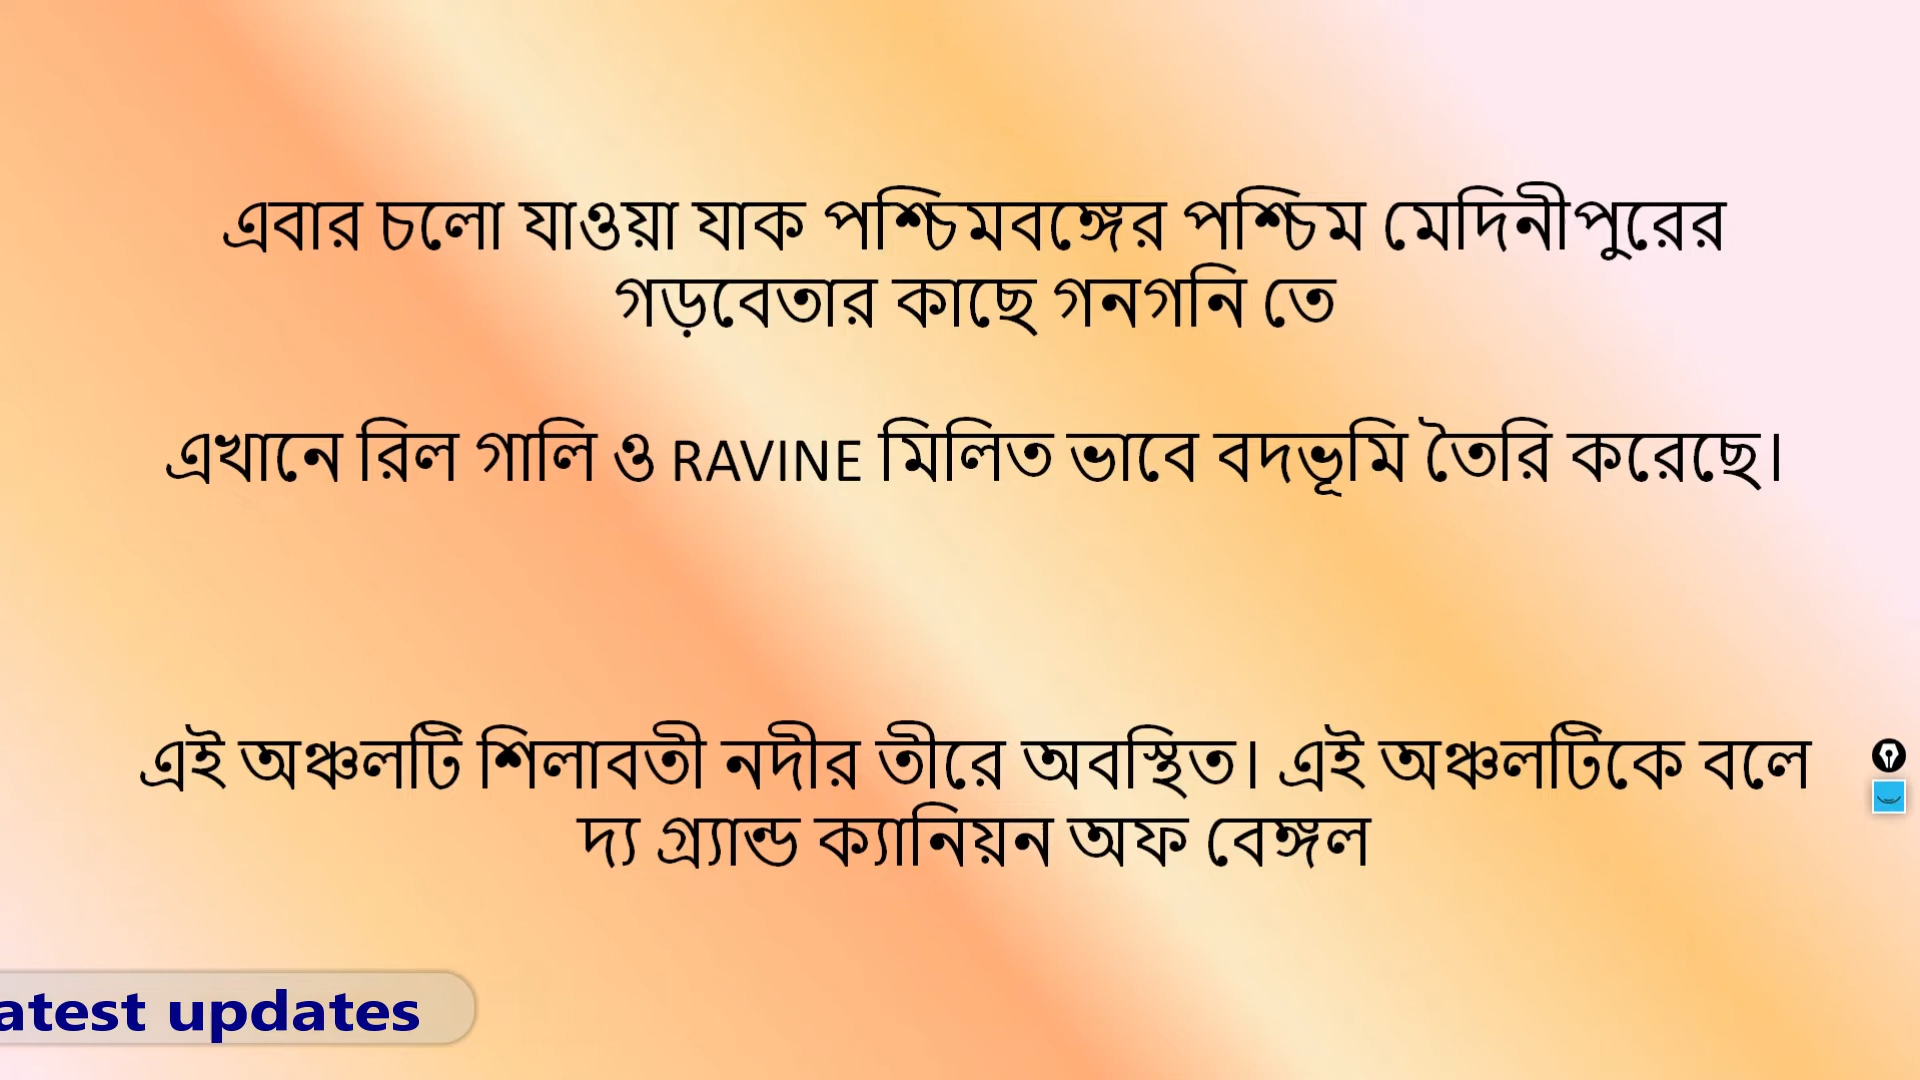 এবার চলো যাওয়া যাক পশ্চিমবঙ্গের পশ্চিম মেদিনীপুরের
গড়বেতার কাছে গনগনি তে
এখানে রিল গালি ও RAVINE মিলিত ভাবে বদভূমি তৈরি করেছে।
এই অঞ্চলটি শিলাবতী নদীর তীরে অবস্থিত। এই অঞ্চলটিকে বলে
দ্য গ্র্যান্ড ক্যানিয়ন অফ বেঙ্গল
atest updates